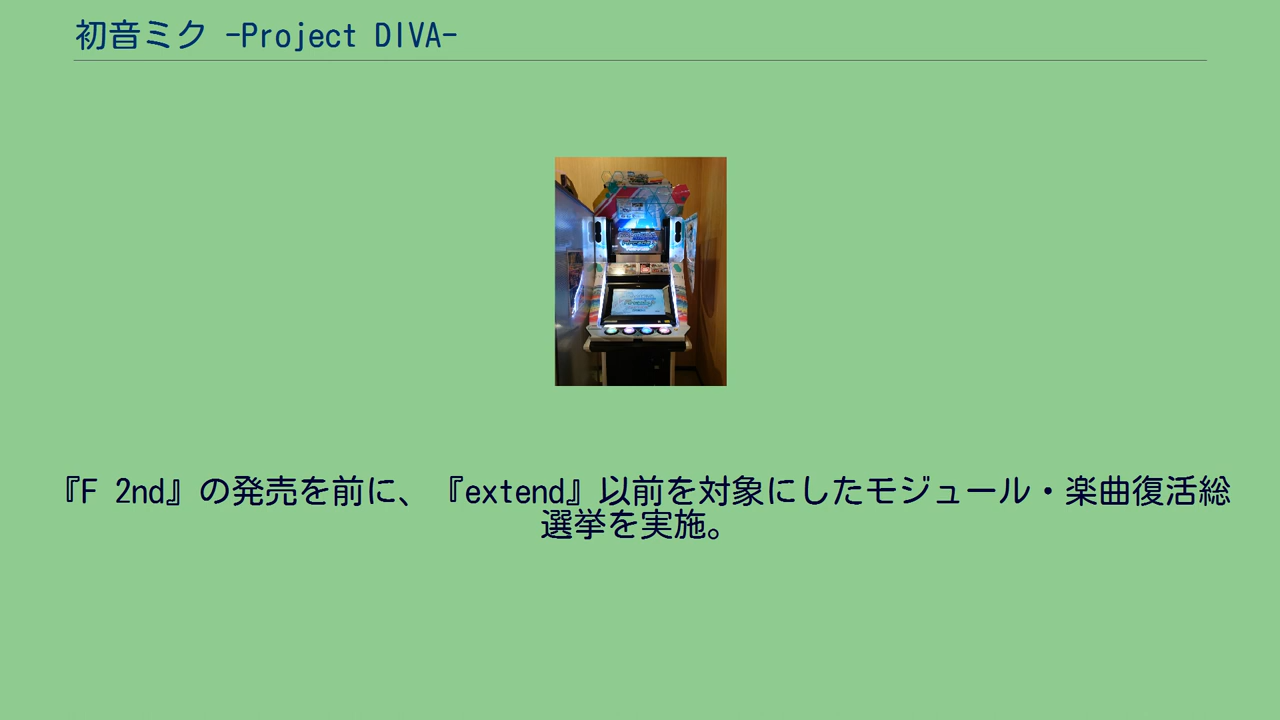 初音ミク -Project DIVA-
『F 2nd』の発売を前に、『extend』以前を対象にしたモジュール・楽曲復活総
選挙を実施。